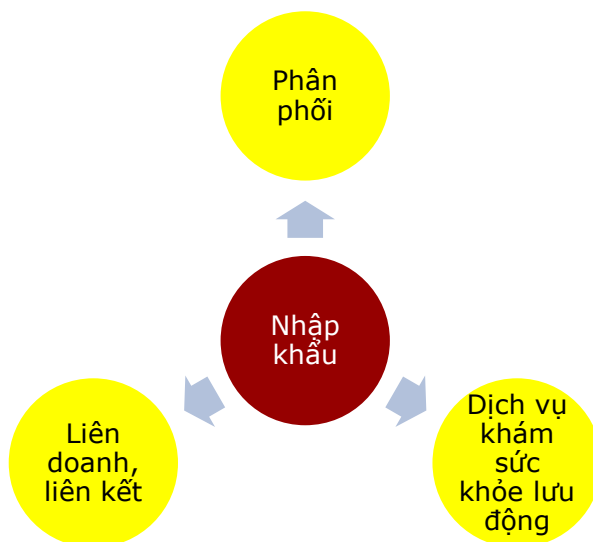 Phân
phối
Nhập
khẩu
Liên
doanh,
liên kết
Dịch vụ
khám
sức
khỏe lưu
động